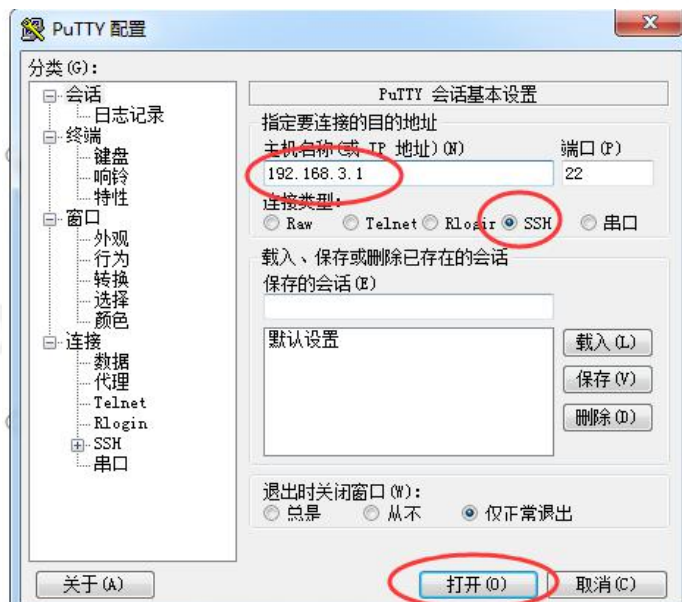 PuTTY 配置
分类(G):
会话
日志记录
终端
键盘
响铃
特性
窗口
外观
行为
转换
选择
颜色
连接
数据
代理
Telnet
Rlogin
SSH
串口
PuTTY 会话基本设置
指定要连接的目的地址
主机名称(或 IP 地址)(N) 端口(P)
192.168.3.1 22
连接类型:
Raw Telnet Rlogin SSH 串口
载入、保存或删除已存在的会话
保存的会话(E)
默认设置
载入(L)
保存(V)
删除(D)
退出时关闭窗口(W):
总是 从不 仅正常退出
关于(A) 打开(O) 取消(C)